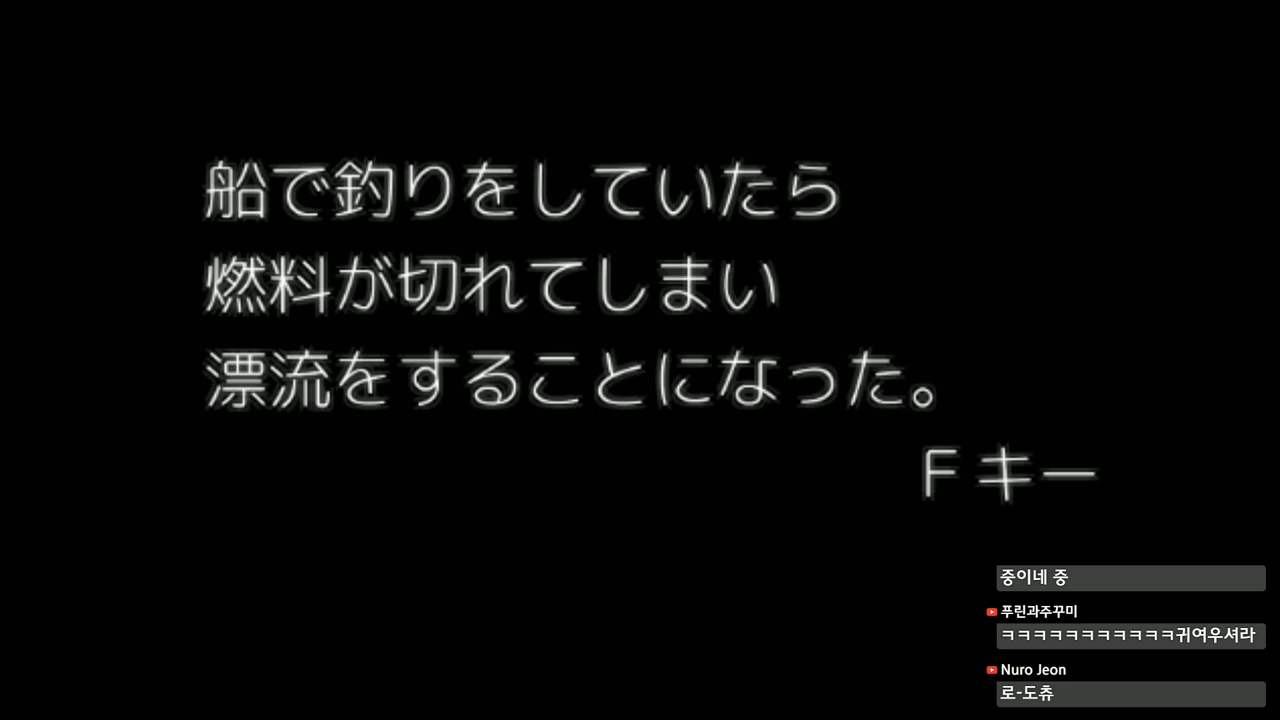 船で釣りをしていたら
燃料が切れてしまい
漂流をすることになった。
Fキー
중이네 중
푸린과주꾸미
ㅋㅋㅋㅋㅋㅋㅋㅋㅋㅋㅋ귀여우셔라
Nuro Jeon
로-도츄